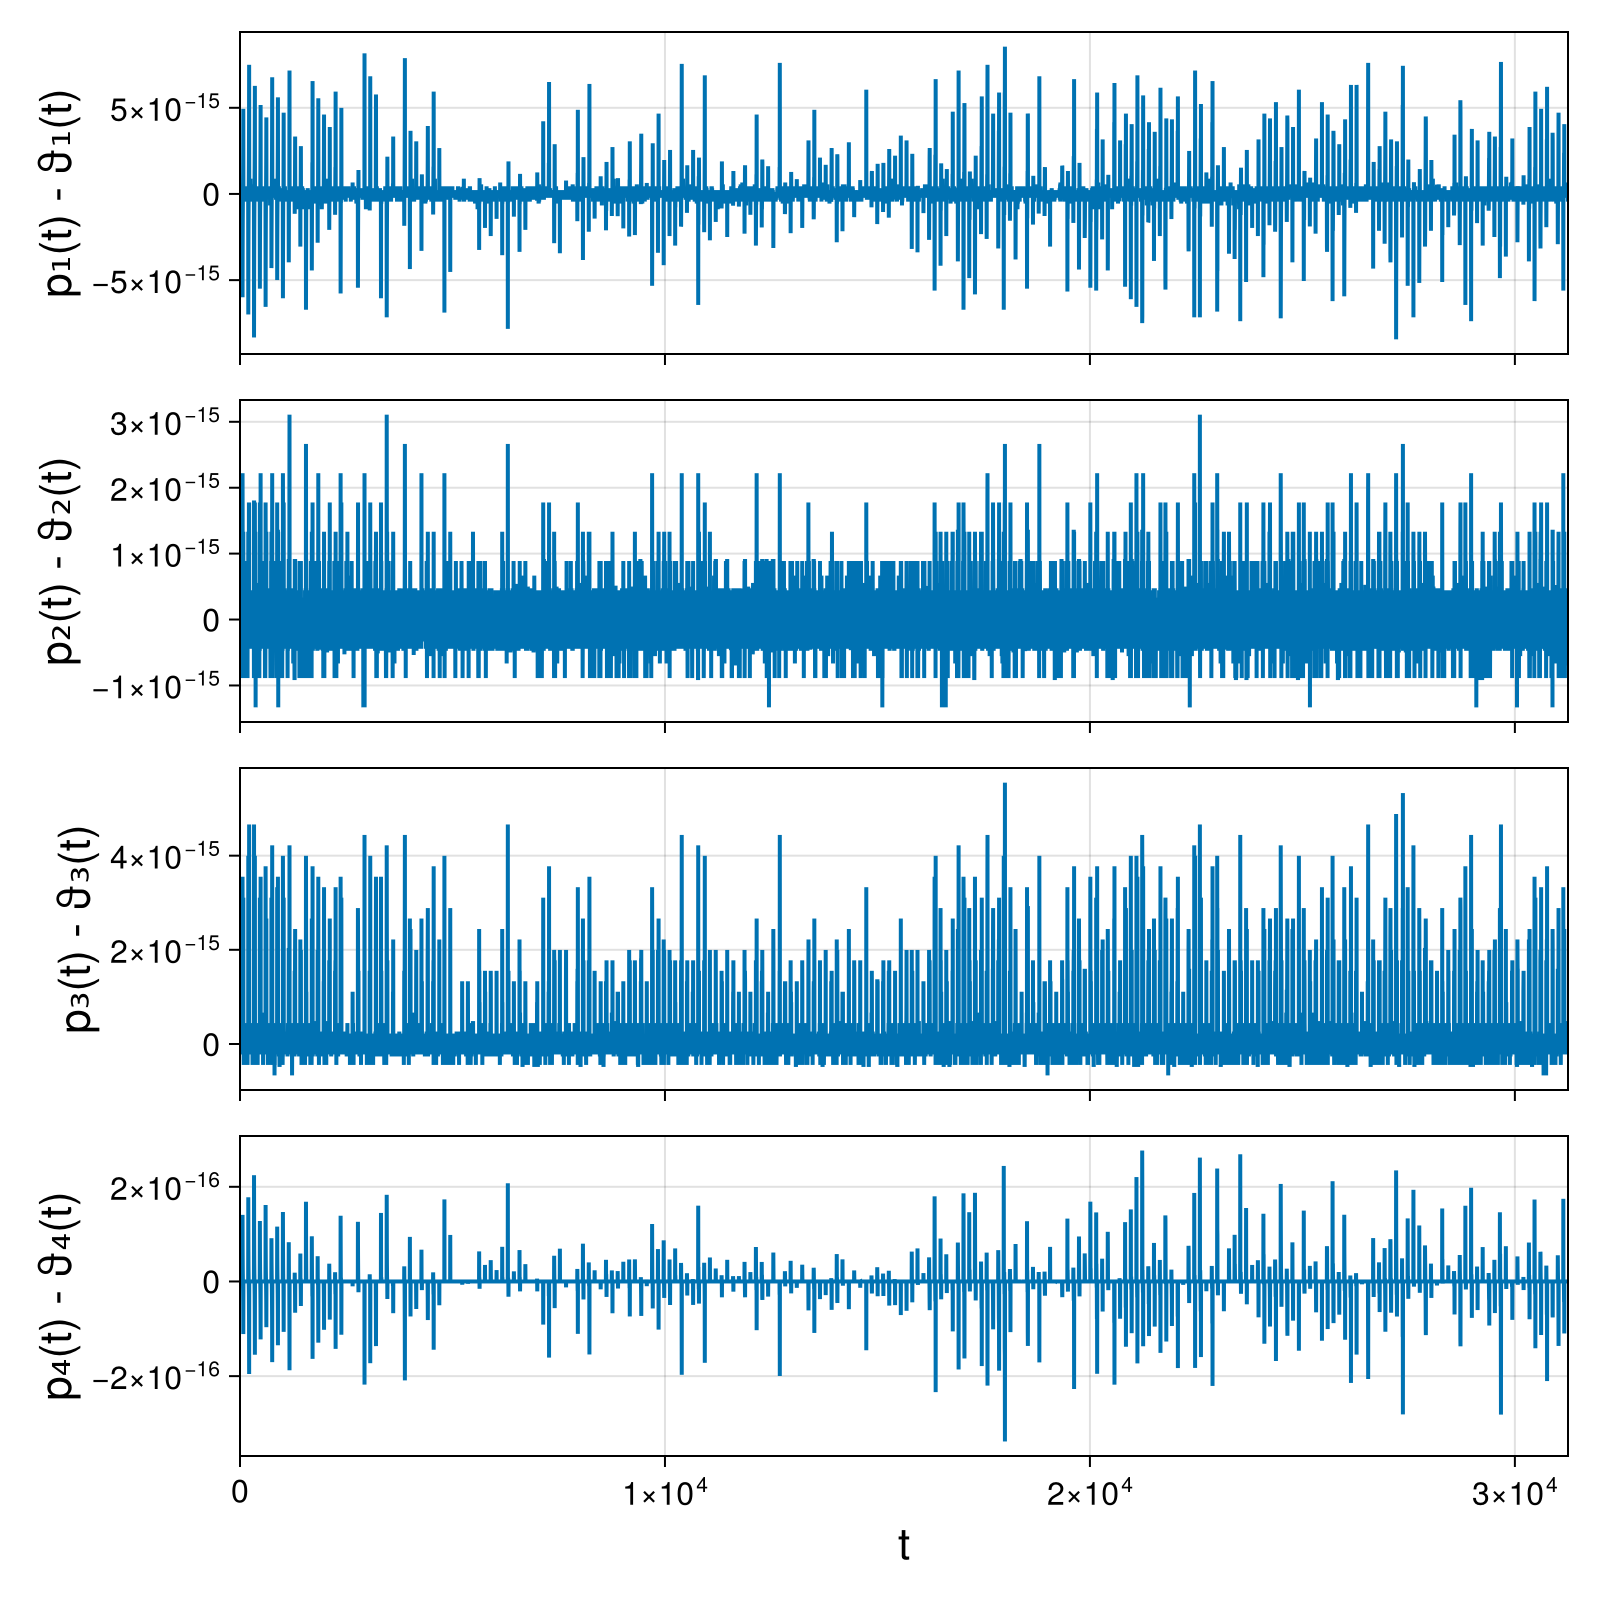 p₁(t) - ϑ₁(t)
5×10⁻¹⁵
0
−5×10⁻¹⁵
p₂(t) - ϑ₂(t)
3×10⁻¹⁵
2×10⁻¹⁵
1×10⁻¹⁵
0
−1×10⁻¹⁵
p₃(t) - ϑ₃(t)
4×10⁻¹⁵
2×10⁻¹⁵
0
p₄(t) - ϑ₄(t)
2×10⁻¹⁶
0
−2×10⁻¹⁶
0 1×10⁴ 2×10⁴ 3×10⁴
t